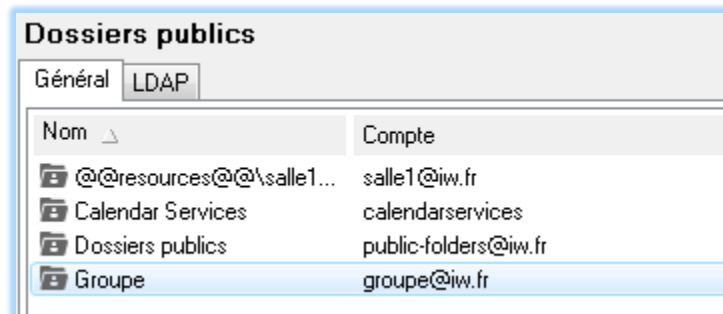 Dossiers publics
Général LDAP
Nom Compte
@@resources@@\salle1... salle1@iw.fr
Calendar Services calendarservices
Dossiers publics public-folders@iw.fr
Groupe groupe@iw.fr